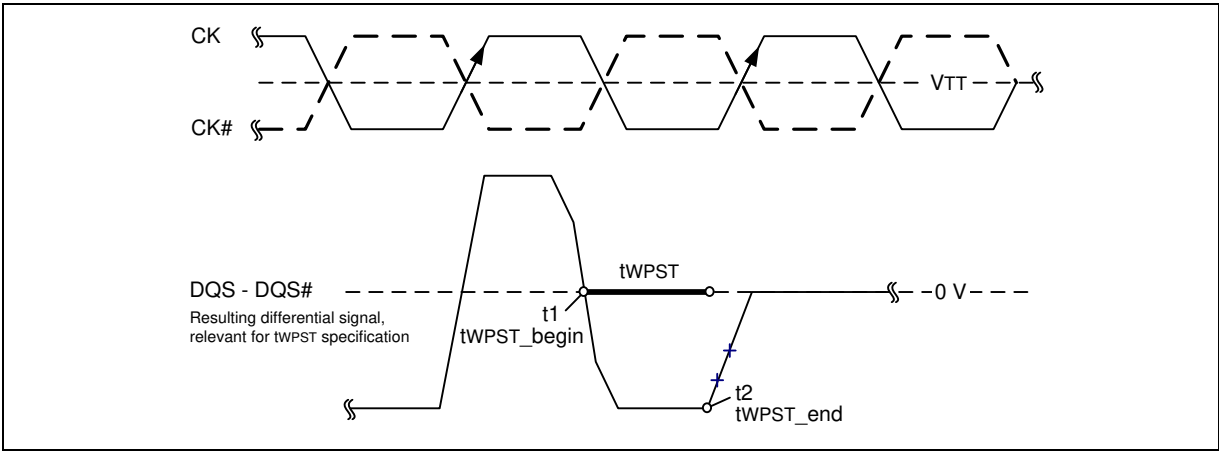 CK
VTT
CK#
tWPST
DQS - DQS#
0 V
Resulting differential signal,
relevant for tWPST specification
t1
tWPST_begin
t2
tWPST_end